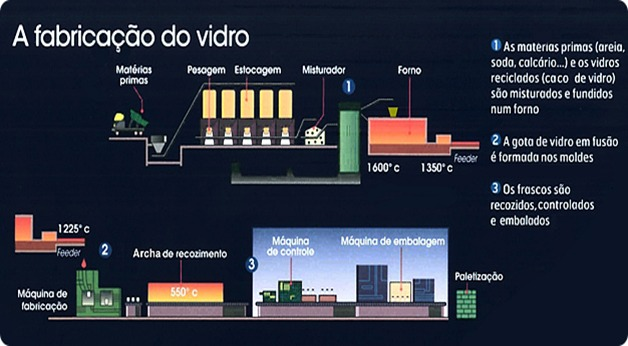 A fabricação do vidro
Matérias
primas
Pesagem
Estocagem
Misturador
1
Forno
1600° c
1350° c
Feeder
1 As materias primas (areia,
soda, calcário...) e os vidros
reciclados (caco de vidro)
são misturados e fundidos
num forno
2 A gota de vidro em fusão
é formada nos moldes
3 Os frascos são
recozidos, controlados
e embalados
1225° c
Feeder
2
Máquina de
fabricação
Archa de recozimento
550° c
3
Máquina
de controle
Máquina de embalagem
Paletização